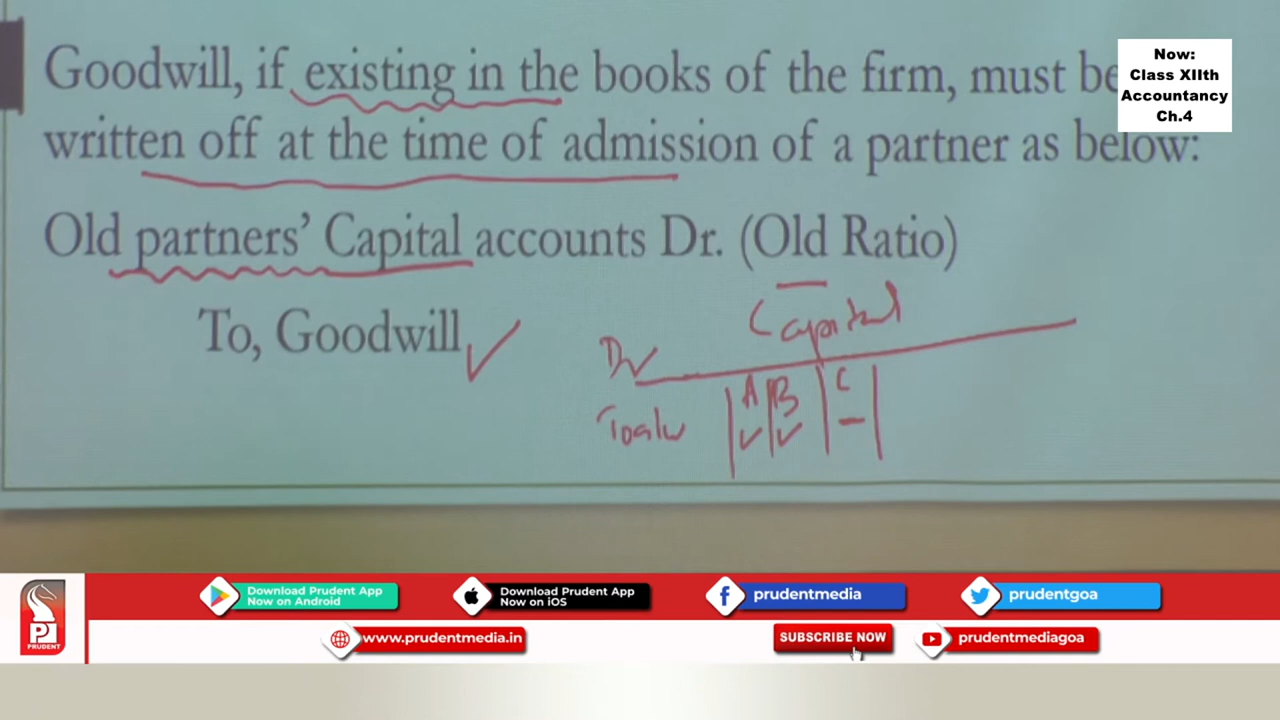 Goodwill, if existing in the books of the firm, must be
written off at the time of admission of a partner as below:
Old partners' Capital accounts Dr. (Old Ratio)
To, Goodwill
Capital
Dr
A B C
Now:
Class XIIth
Accountancy
Ch.4
Download Prudent App
Now on Android
Download Prudent App
Now on iOS
prudentmedia
prudentgoa
PRUDENT
www.prudentmedia.in
SUBSCRIBE NOW
prudentmediagoa